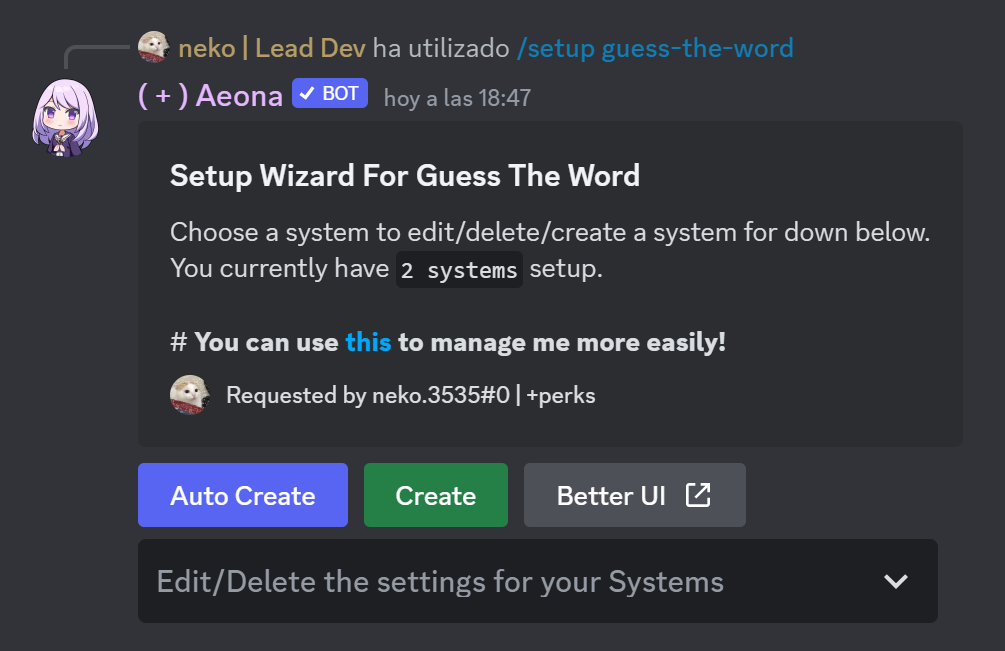 neko | Lead Dev ha utilizado /setup guess-the-word
( + ) Aeona ✓ BOT hoy a las 18:47
Setup Wizard For Guess The Word
Choose a system to edit/delete/create a system for down below.
You currently have 2 systems setup.
# You can use this to manage me more easily!
Requested by neko.3535#0 | +perks
Auto Create Create Better UI
Edit/Delete the settings for your Systems